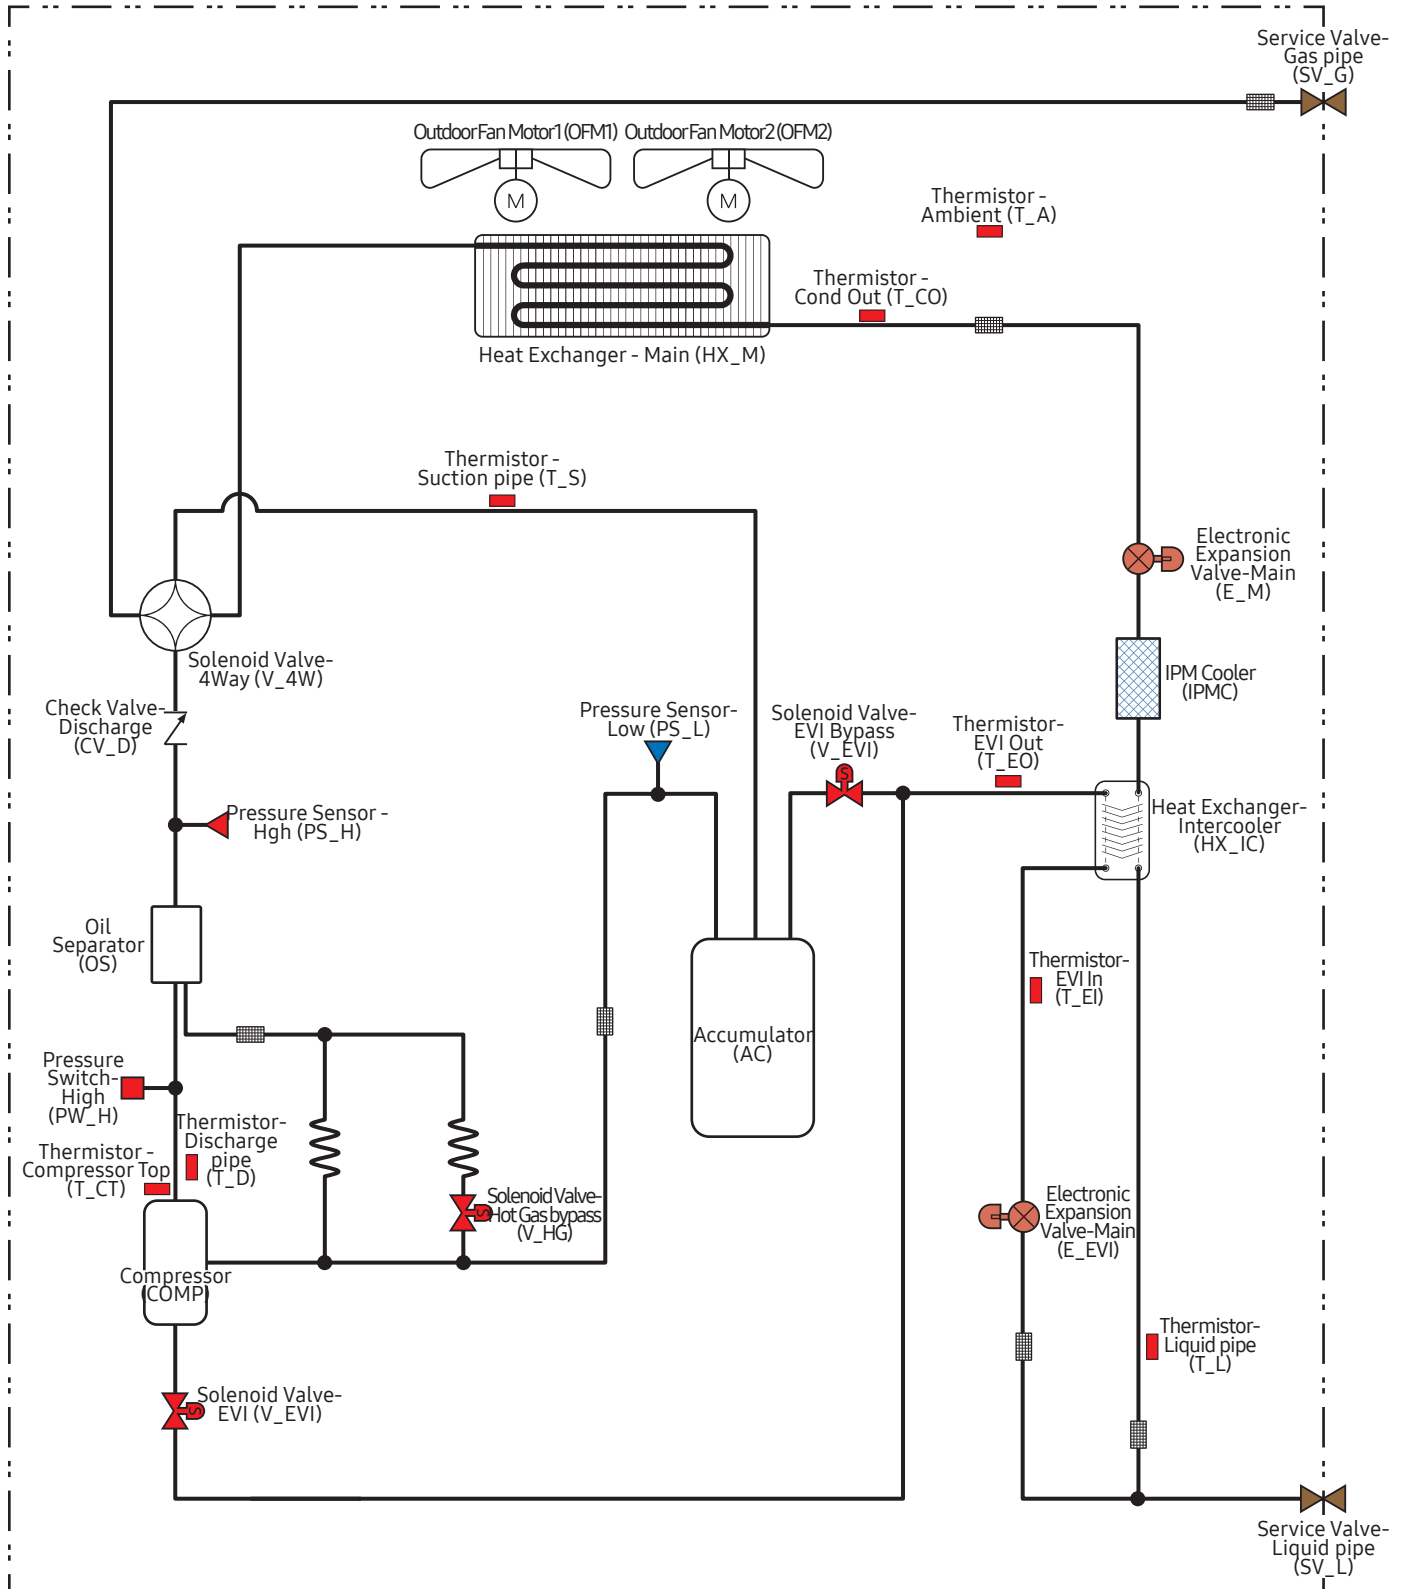 Service Valve-
Gas pipe
(SV_G)
OutdoorFan Motor1(OFM1)
OutdoorFan Motor2(OFM2)
M
M
Thermistor -
Ambient (T_A)
Thermistor -
Cond Out (T_CO)
Heat Exchanger - Main (HX_M)
Thermistor -
Suction pipe (T_S)
Electronic
Expansion
Valve-Main
(E_M)
Solenoid Valve-
4Way (V_4W)
IPM Cooler
(IPMC)
Check Valve-
Discharge
(CV_D)
Pressure Sensor-
Low (PS_L)
Solenoid Valve-
EVI Bypass
(V_EVI)
S
Thermistor-
EVI Out
(T_EO)
Pressure Sensor -
Hgh (PS_H)
Heat Exchanger-
Intercooler
(HX_IC)
Oil
Separator
(OS)
Thermistor-
EVI In
(T_EI)
Accumulator
(AC)
Pressure
Switch-
High
(PW_H)
Thermistor-
Discharge
pipe
(T_D)
Thermistor -
Compressor Top
(T_CT)
S
Solenoid Valve-
Hot Gas bypass
(V_HG)
Electronic
Expansion
Valve-Main
(E_EVI)
Compressor
(COMP)
Thermistor-
Liquid pipe
(T_L)
S
Solenoid Valve-
EVI (V_EVI)
Service Valve-
Liquid pipe
(SV_L)